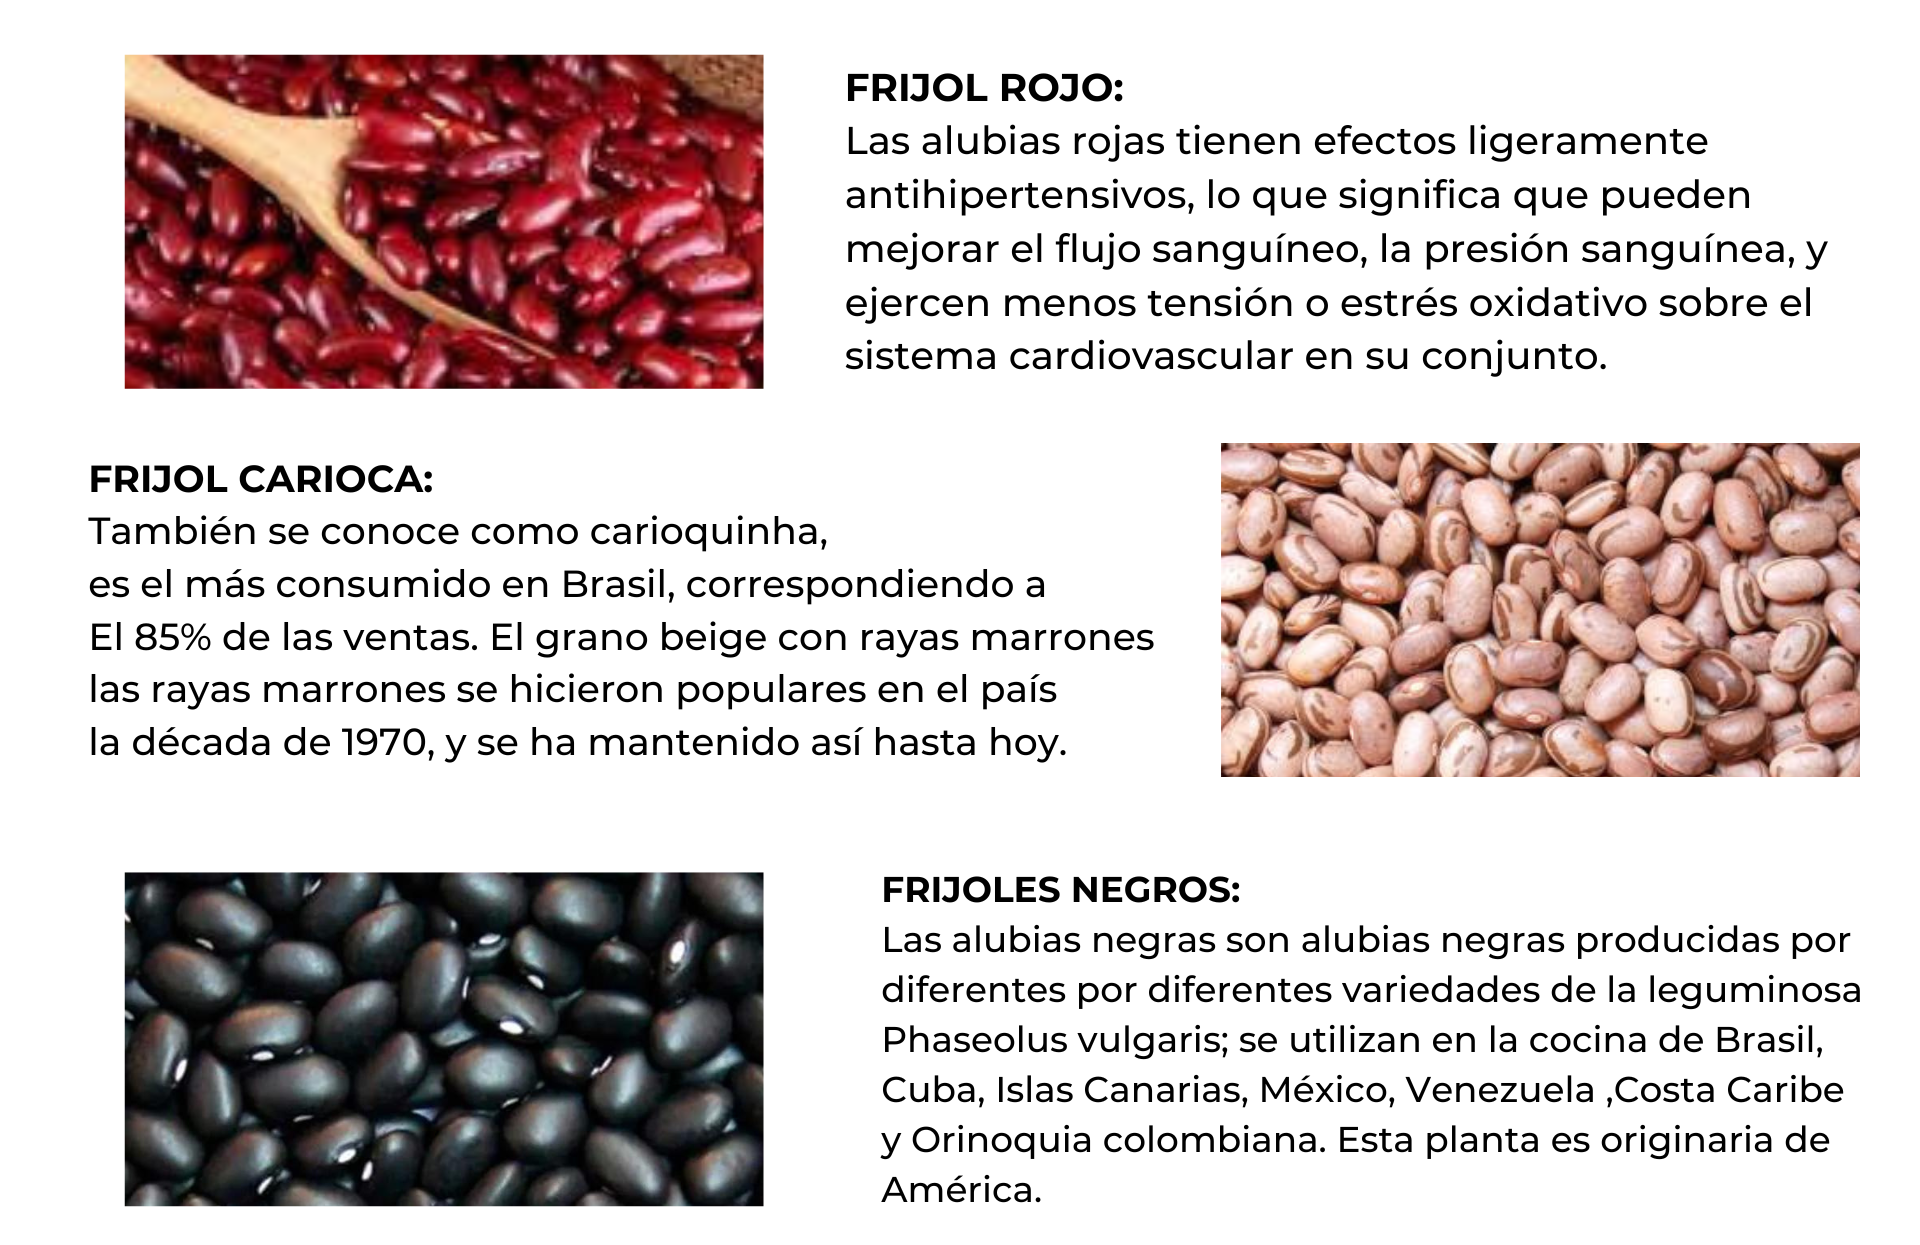 FRIJOL ROJO:
Las alubias rojas tienen efectos ligeramente
antihipertensivos, lo que significa que pueden
mejorar el flujo sanguíneo, la presión sanguínea, y
ejercen menos tensión o estrés oxidativo sobre el
sistema cardiovascular en su conjunto.
FRIJOL CARIOCA:
También se conoce como carioquinha,
es el más consumido en Brasil, correspondiendo a
El 85% de las ventas. El grano beige con rayas marrones
las rayas marrones se hicieron populares en el país
la década de 1970, y se ha mantenido así hasta hoy.
FRIJOLES NEGROS:
Las alubias negras son alubias negras producidas por
diferentes por diferentes variedades de la leguminosa
Phaseolus vulgaris; se utilizan en la cocina de Brasil,
Cuba, Islas Canarias, México, Venezuela ,Costa Caribe
y Orinoquia colombiana. Esta planta es originaria de
América.